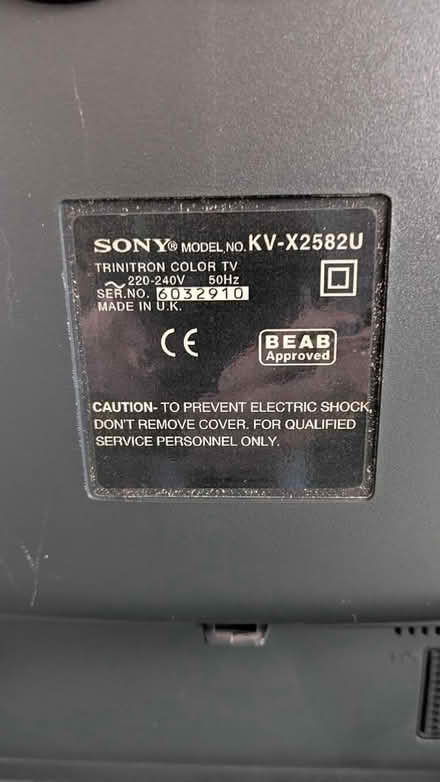 SONY® MODEL NO. KV-X2582U
TRINITRON COLOR TV
~ 220-240V 50Hz
SER.NO. 6032910
MADE IN U.K.
CE
BEAB
Approved
CAUTION- TO PREVENT ELECTRIC SHOCK,
DON'T REMOVE COVER. FOR QUALIFIED
SERVICE PERSONNEL ONLY.